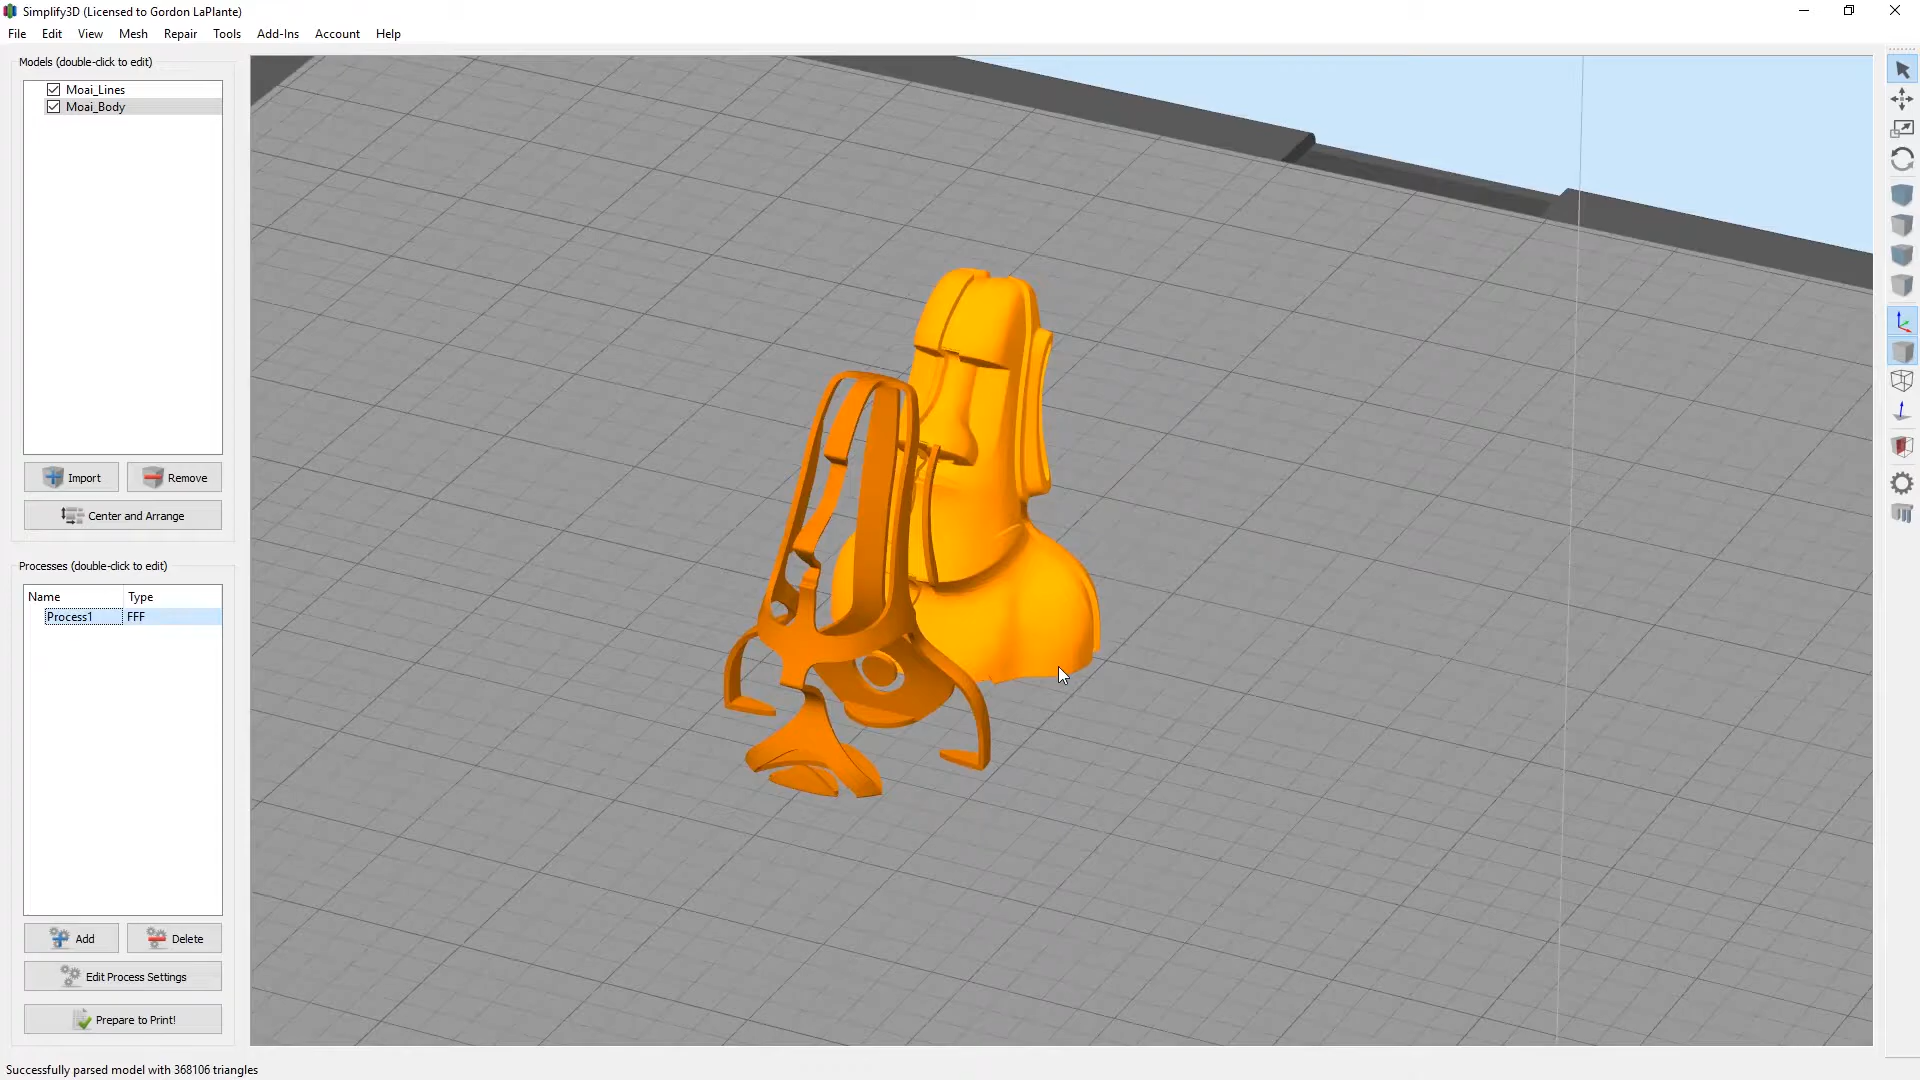 Simplify3D (Licensed to Gordon LaPlante)
File Edit View Mesh Repair Tools Add-Ins Account Help
Models (double-click to edit)
Moai_Lines
Moai_Body
Import Remove
Center and Arrange
Processes (double-click to edit)
Name Type
Process1 FFF
Add Delete
Edit Process Settings
Prepare to Print!
Successfully parsed model with 368106 triangles